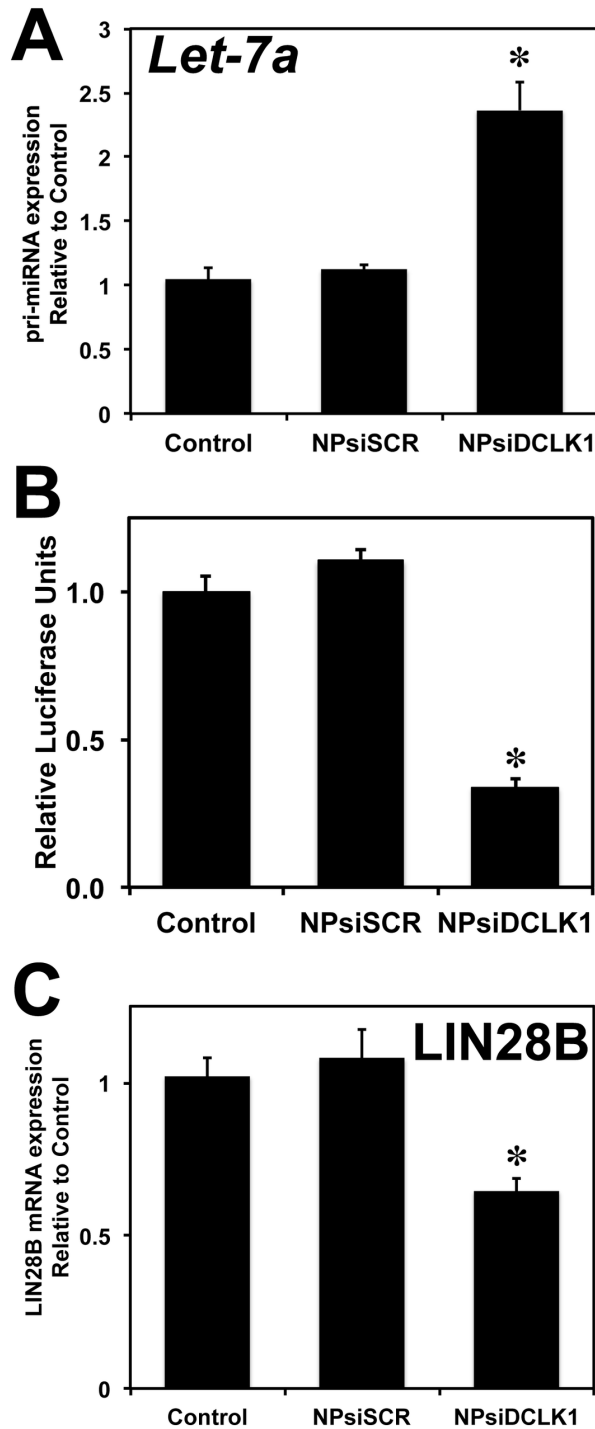 A
Let-7a
pri-miRNA expression
Relative to Control
3
2.5
2
1.5
1
0.5
0
*
Control NPsiSCR NPsiDCLK1
B
Relative Luciferase Units
1.0
0.5
0.0
*
Control NPsiSCR NPsiDCLK1
C
LIN28B
LIN28B mRNA expression
Relative to Control
1
0.5
0
*
Control NPsiSCR NPsiDCLK1